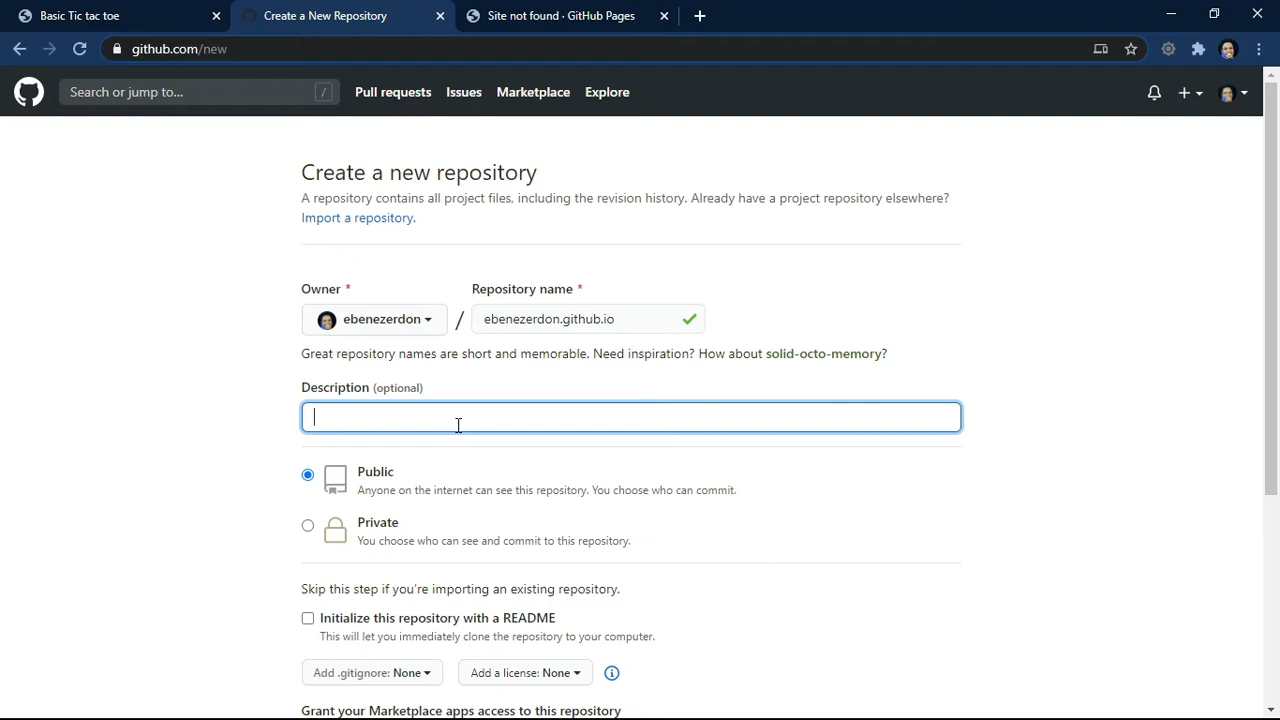 Basic Tic tac toe
Create a New Repository
Site not found · GitHub Pages
github.com/new
Search or jump to...
/
Pull requests
Issues
Marketplace
Explore
Create a new repository
A repository contains all project files, including the revision history. Already have a project repository elsewhere?
Import a repository.
Owner *
Repository name *
ebenezerdon
/
ebenezerdon.github.io
Great repository names are short and memorable. Need inspiration? How about solid-octo-memory?
Description (optional)
Public
Anyone on the internet can see this repository. You choose who can commit.
Private
You choose who can see and commit to this repository.
Skip this step if you're importing an existing repository.
Initialize this repository with a README
This will let you immediately clone the repository to your computer.
Add .gitignore: None
Add a license: None
Grant your Marketplace apps access to this repository